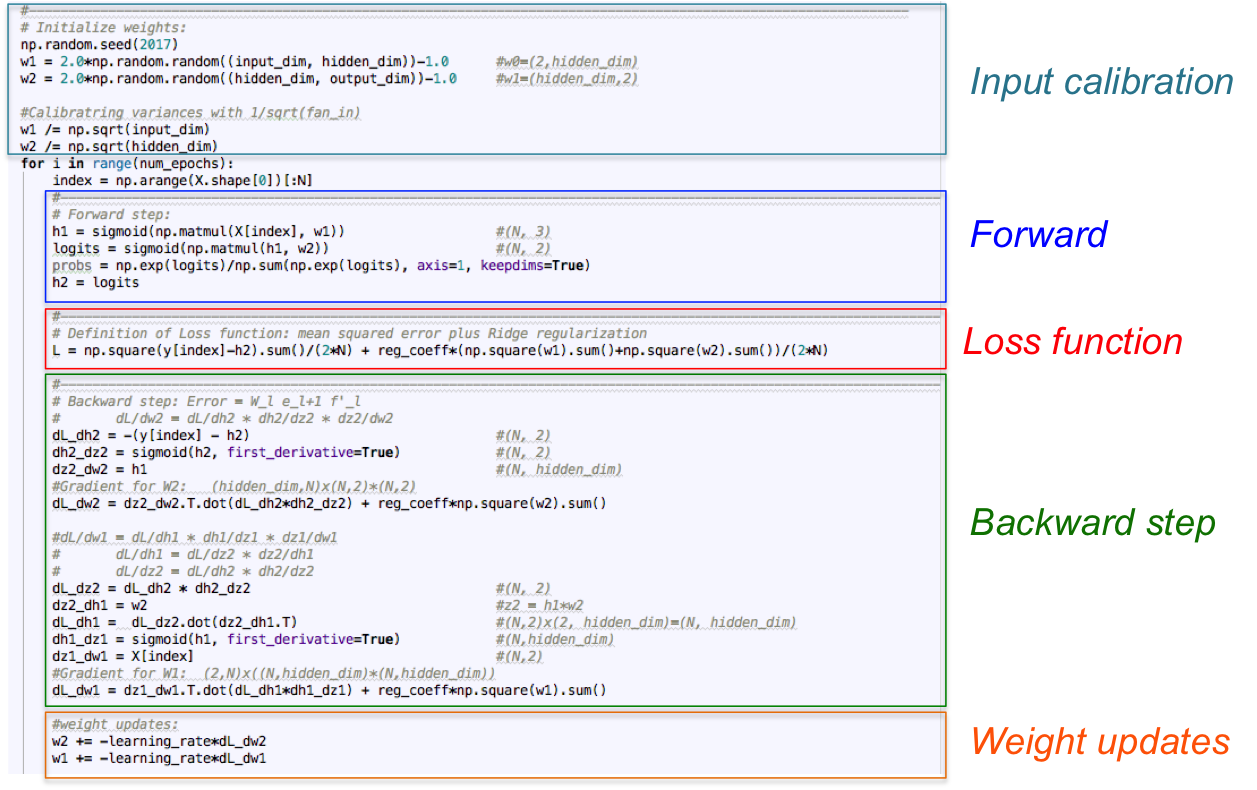 #
# Initialize weights:
np.random.seed(2017)
w1 = 2.0*np.random.random((input_dim, hidden_dim))-1.0 #w0=(2,hidden_dim)
w2 = 2.0*np.random.random((hidden_dim, output_dim))-1.0 #w1=(hidden_dim,2)
#Calibratring variances with 1/sqrt(fan_in)
w1 /= np.sqrt(input_dim)
w2 /= np.sqrt(hidden_dim)
Input calibration
for i in range(num_epochs):
index = np.arange(X.shape[0])[:N]
#
# Forward step:
h1 = sigmoid(np.matmul(X[index], w1)) #(N, 3)
logits = sigmoid(np.matmul(h1, w2)) #(N, 2)
probs = np.exp(logits)/np.sum(np.exp(logits), axis=1, keepdims=True)
h2 = logits
Forward
#
# Definition of Loss function: mean squared error plus Ridge regularization
L = np.square(y[index]-h2).sum()/(2*N) + reg_coeff*(np.square(w1).sum()+np.square(w2).sum())/(2*N)
Loss function
#
# Backward step: Error = W_l e_l+1 f'_l
# dL/dw2 = dL/dh2 * dh2/dz2 * dz2/dw2
dL_dh2 = -(y[index] - h2) #(N, 2)
dh2_dz2 = sigmoid(h2, first_derivative=True) #(N, 2)
dz2_dw2 = h1 #(N, hidden_dim)
#Gradient for W2: (hidden_dim,N)x(N,2)*(N,2)
dL_dw2 = dz2_dw2.T.dot(dL_dh2*dh2_dz2) + reg_coeff*np.square(w2).sum()
#dL/dw1 = dL/dh1 * dh1/dz1 * dz1/dw1
# dL/dh1 = dL/dz2 * dz2/dh1
# dL/dz2 = dL/dh2 * dh2/dz2
dL_dz2 = dL_dh2 * dh2_dz2 #(N, 2)
dz2_dh1 = w2 #z2 = h1*w2
dL_dh1 = dL_dz2.dot(dz2_dh1.T) #(N,2)x(2, hidden_dim)=(N, hidden_dim)
dh1_dz1 = sigmoid(h1, first_derivative=True) #(N,hidden_dim)
dz1_dw1 = X[index] #(N,2)
#Gradient for W1: (2,N)x((N,hidden_dim)*(N,hidden_dim))
dL_dw1 = dz1_dw1.T.dot(dL_dh1*dh1_dz1) + reg_coeff*np.square(w1).sum()
Backward step
#weight updates:
w2 += -learning_rate*dL_dw2
w1 += -learning_rate*dL_dw1
Weight updates